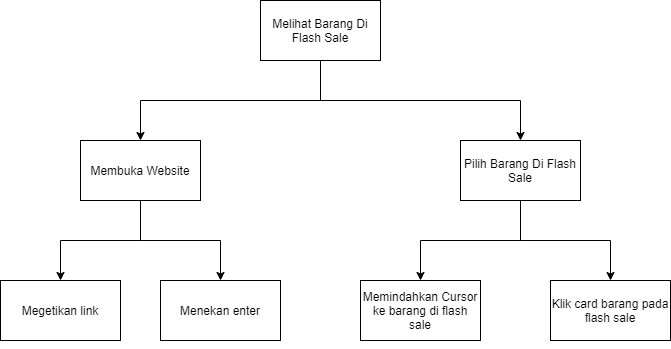 Melihat Barang Di
Flash Sale
Membuka Website
Pilih Barang Di Flash
Sale
Megetikan link
Menekan enter
Memindahkan Cursor
ke barang di flash
sale
Klik card barang pada
flash sale